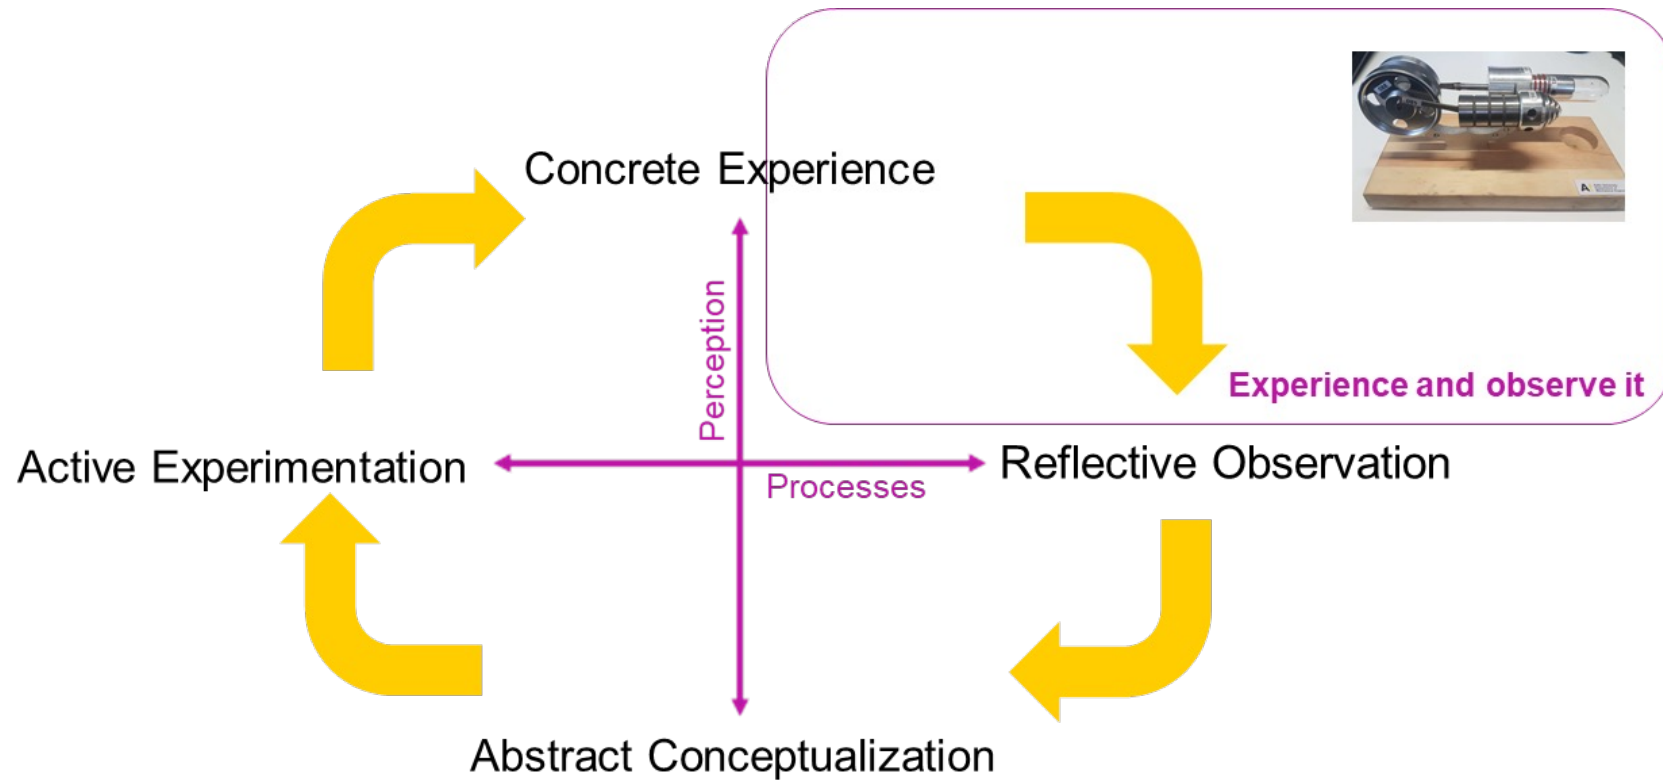 Concrete Experience
Perception
Experience and observe it
Active Experimentation
Reflective Observation
Processes
Abstract Conceptualization